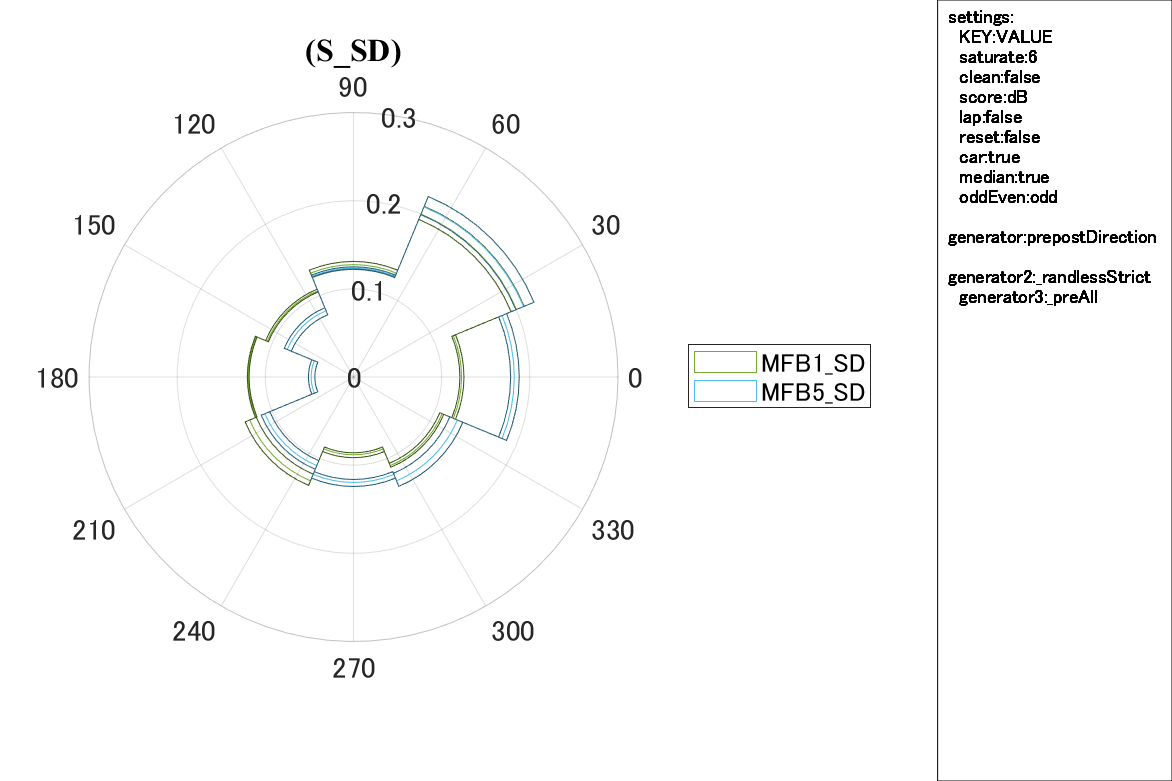 (S_SD)
90
0.3
120
60
0.2
150
30
0.1
180
0
0
210
330
240
300
270
MFB1_SD
MFB5_SD
settings:
KEY:VALUE
saturate:6
clean:false
score:dB
lap:false
reset:false
car:true
median:true
oddEven:odd
generator:prepostDirection
generator2:_randlessStrict
generator3:_preAll